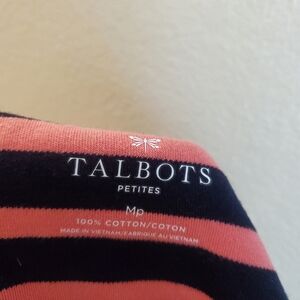 TALBOTS
PETITES
Mp
100% COTTON/COTON
MADE IN VIETNAM/FABRIQUÉ AU VIETNAM